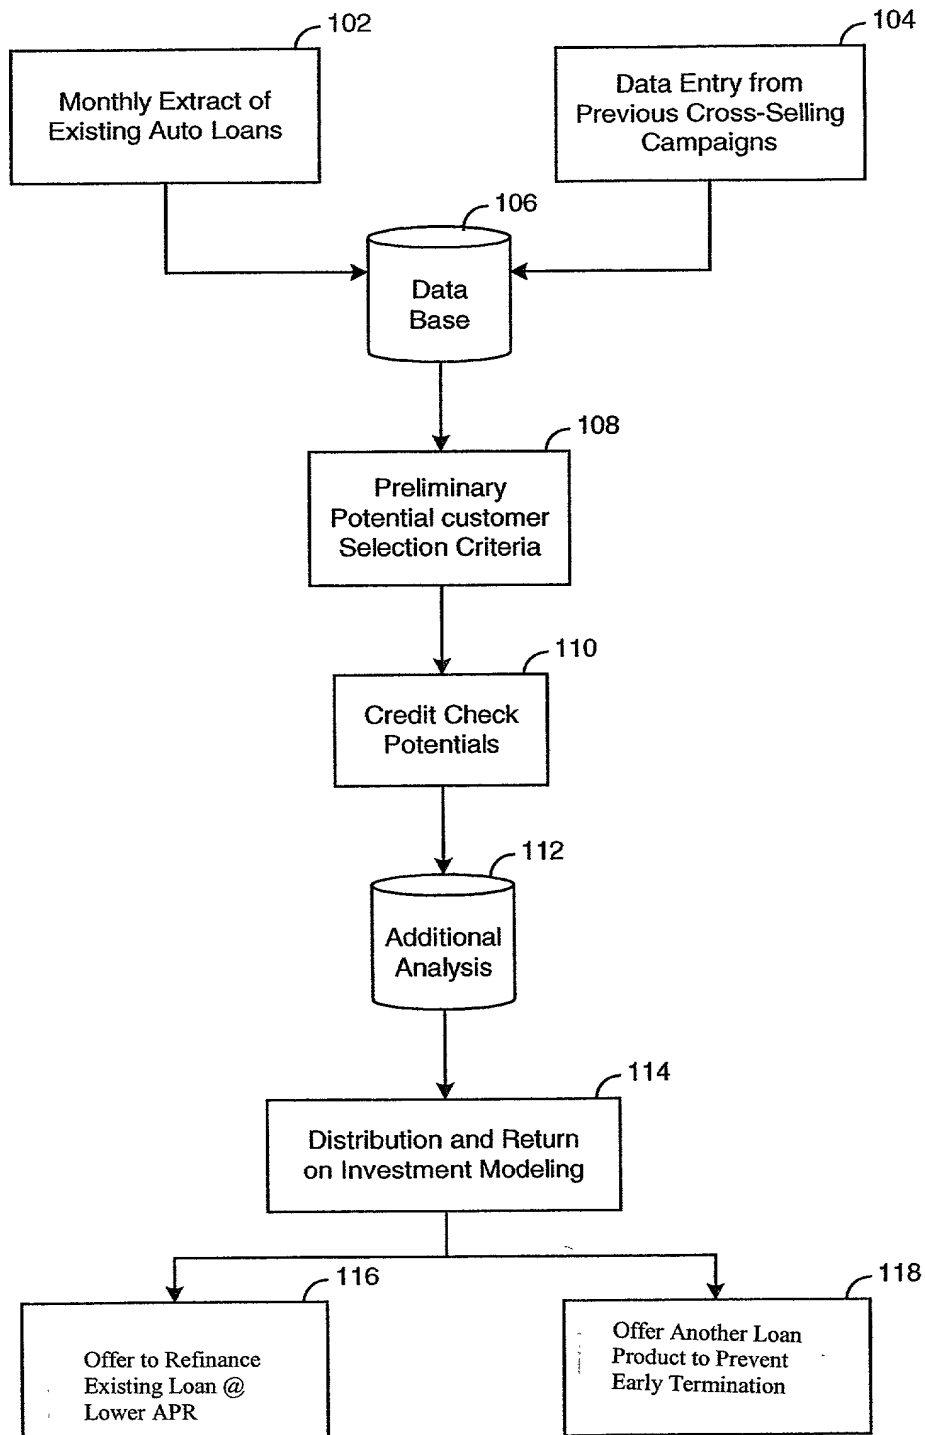 102
Monthly Extract of
Existing Auto Loans
104
Data Entry from
Previous Cross-Selling
Campaigns
106
Data
Base
108
Preliminary
Potential customer
Selection Criteria
110
Credit Check
Potentials
112
Additional
Analysis
114
Distribution and Return
on Investment Modeling
116
Offer to Refinance
Existing Loan @
Lower APR
118
Offer Another Loan
Product to Prevent
Early Termination